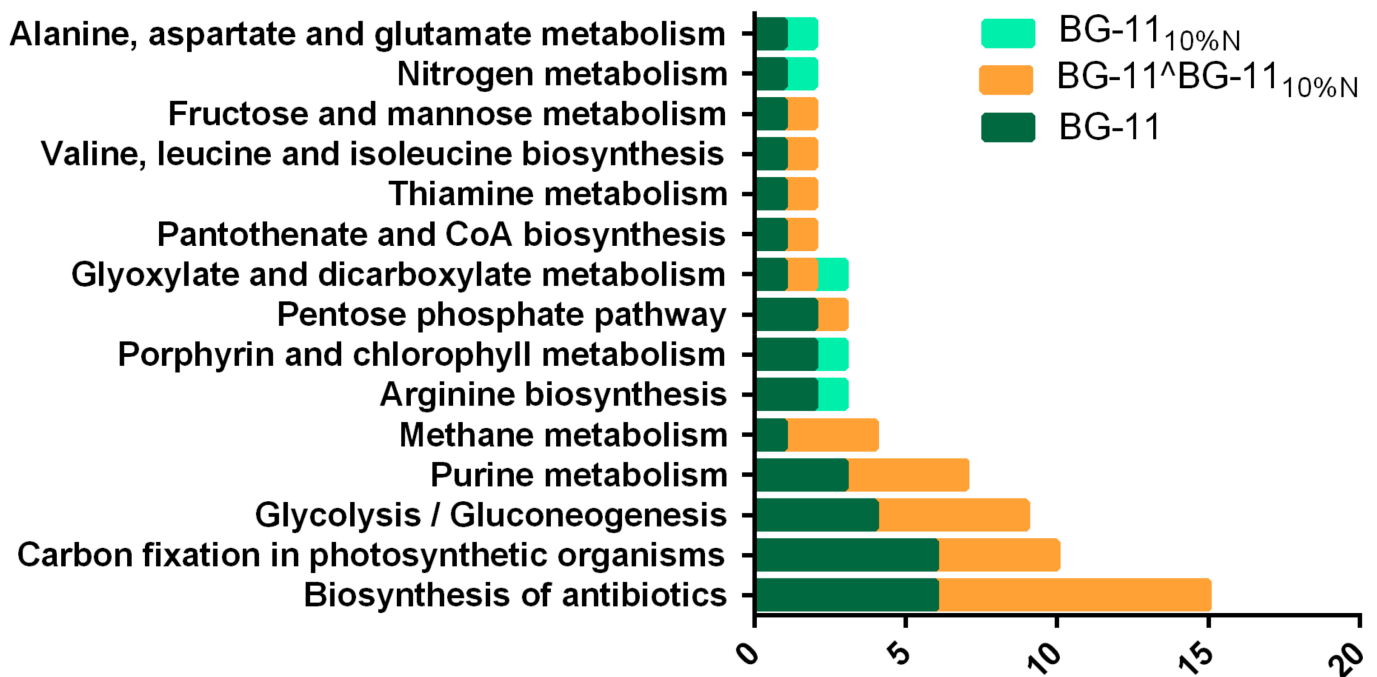 Alanine, aspartate and glutamate metabolism
Nitrogen metabolism
Fructose and mannose metabolism
Valine, leucine and isoleucine biosynthesis
Thiamine metabolism
Pantothenate and CoA biosynthesis
Glyoxylate and dicarboxylate metabolism
Pentose phosphate pathway
Porphyrin and chlorophyll metabolism
Arginine biosynthesis
Methane metabolism
Purine metabolism
Glycolysis / Gluconeogenesis
Carbon fixation in photosynthetic organisms
Biosynthesis of antibiotics
BG-11₁₀%N
BG-11^BG-11₁₀%N
BG-11
0 5 10 15 20